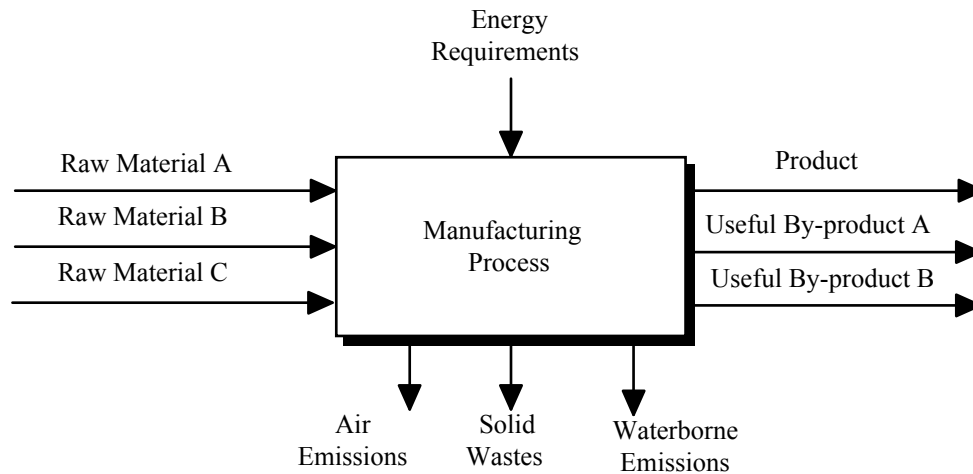 Energy
Requirements
Raw Material A
Raw Material B
Raw Material C
Manufacturing
Process
Product
Useful By-product A
Useful By-product B
Air
Emissions
Solid
Wastes
Waterborne
Emissions